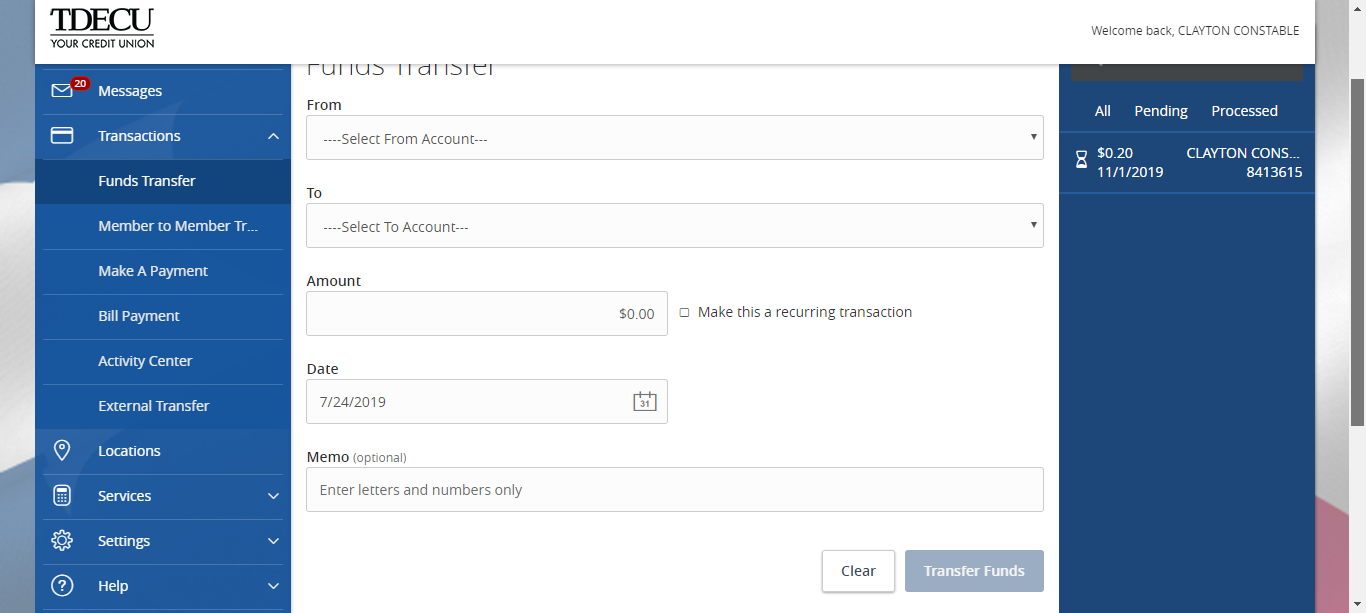 TDECU
YOUR CREDIT UNION
Welcome back, CLAYTON CONSTABLE
20
Messages
Transactions
Funds Transfer
Member to Member Tr...
Make A Payment
Bill Payment
Activity Center
External Transfer
Locations
Services
Settings
Help
Funds Transfer
From
----Select From Account---
To
----Select To Account---
Amount
$0.00
Make this a recurring transaction
Date
7/24/2019
31
Memo (optional)
Enter letters and numbers only
Clear
Transfer Funds
All Pending Processed
$0.20 CLAYTON CONS...
11/1/2019 8413615